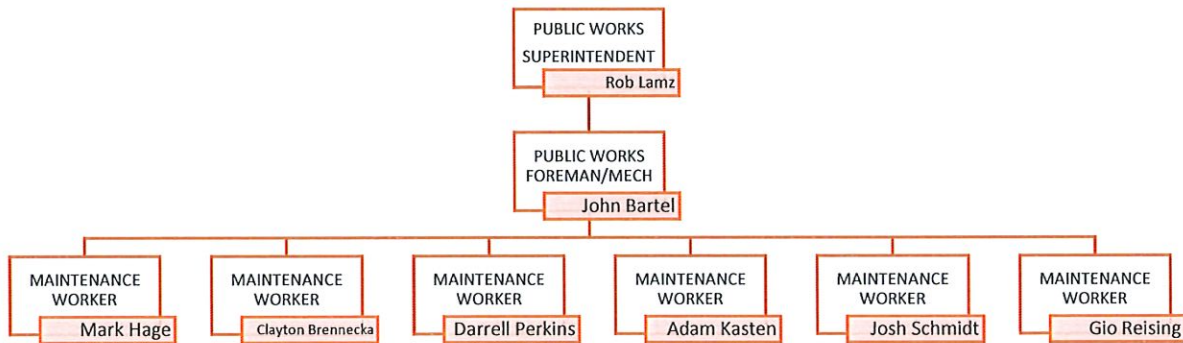 PUBLIC WORKS
SUPERINTENDENT
Rob Lamz
PUBLIC WORKS
FOREMAN/MECH
John Bartel
MAINTENANCE
WORKER
Mark Hage
MAINTENANCE
WORKER
Clayton Brennecka
MAINTENANCE
WORKER
Darrell Perkins
MAINTENANCE
WORKER
Adam Kasten
MAINTENANCE
WORKER
Josh Schmidt
MAINTENANCE
WORKER
Gio Reising